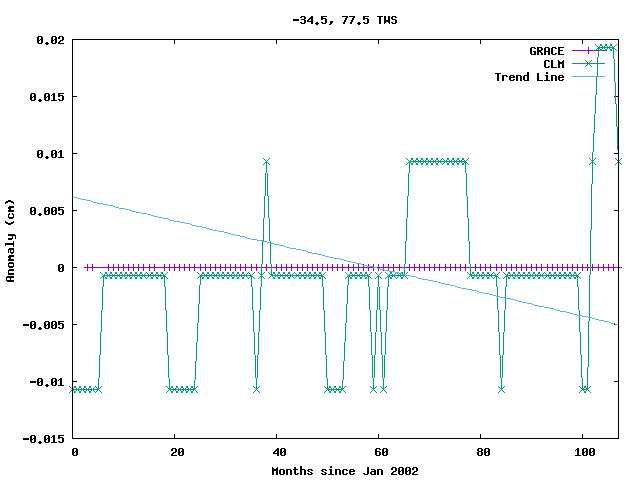 -34.5, 77.5 TWS
GRACE
CLM
Trend Line
0.02
0.015
0.01
0.005
0
-0.005
-0.01
-0.015
Anomaly (cm)
0 20 40 60 80 100
Months since Jan 2002